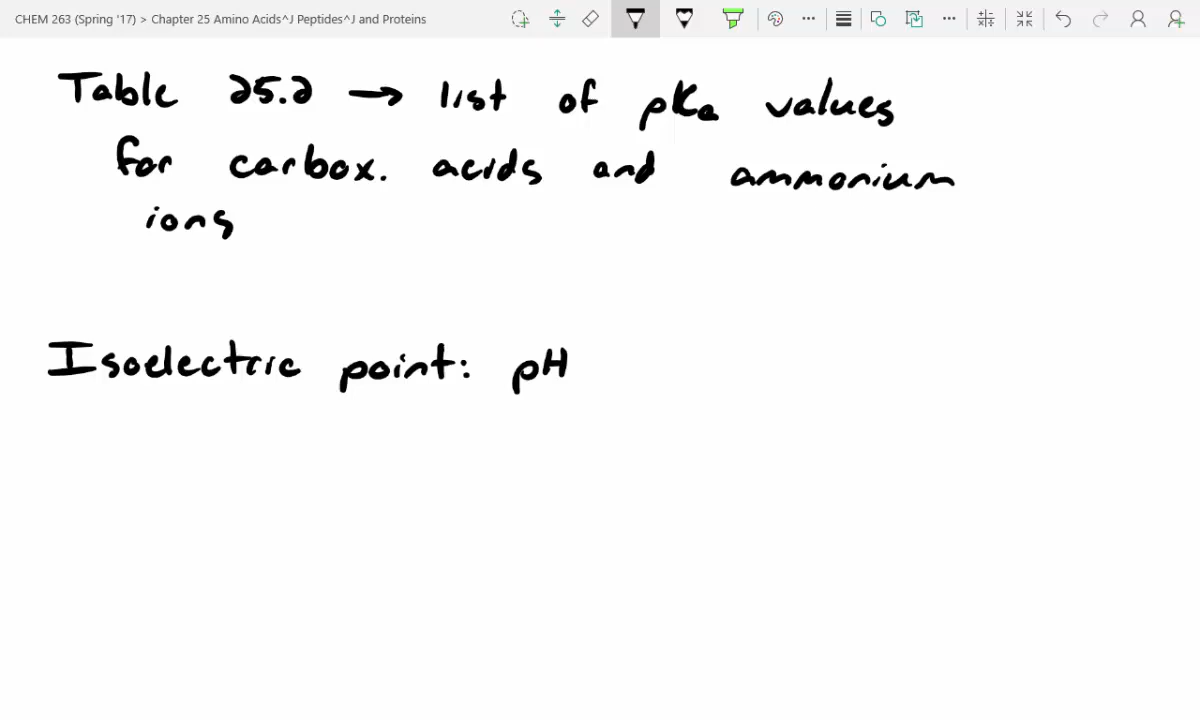 CHEM 263 (Spring '17) > Chapter 25 Amino Acids^J Peptides^J and Proteins
Table 25.2 → list of pKa values
for carbox. acids and ammonium
ions
Isoelectric point: pH